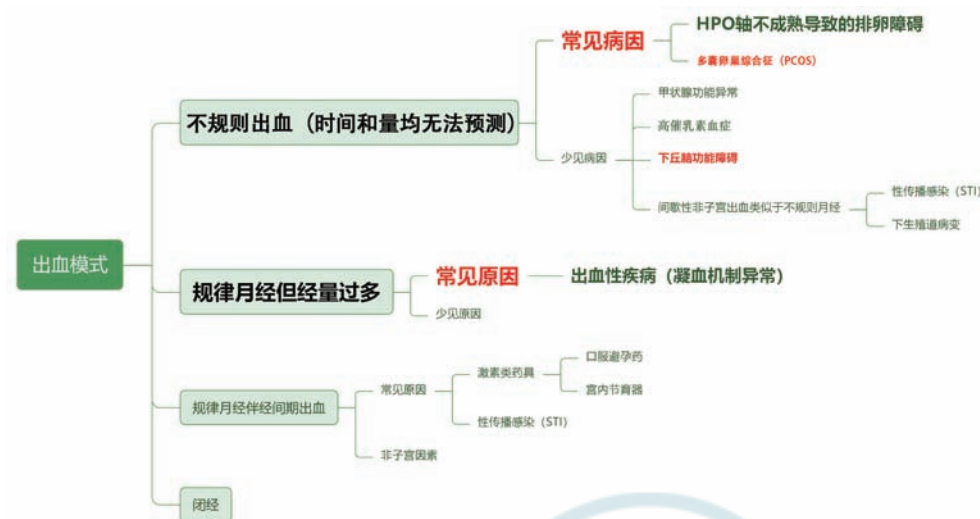 出血模式
不规则出血（时间和量均无法预测）
常见病因
HPO轴不成熟导致的排卵障碍
多囊卵巢综合征（PCOS）
少见病因
甲状腺功能异常
高催乳素血症
下丘脑功能障碍
间歇性非子宫出血类似于不规则月经
性传播感染（STI）
下生殖道病变
规律月经但经量过多
常见原因
出血性疾病（凝血机制异常）
少见原因
规律月经伴经间期出血
常见原因
激素类药具
口服避孕药
宫内节育器
性传播感染（STI）
非子宫因素
闭经